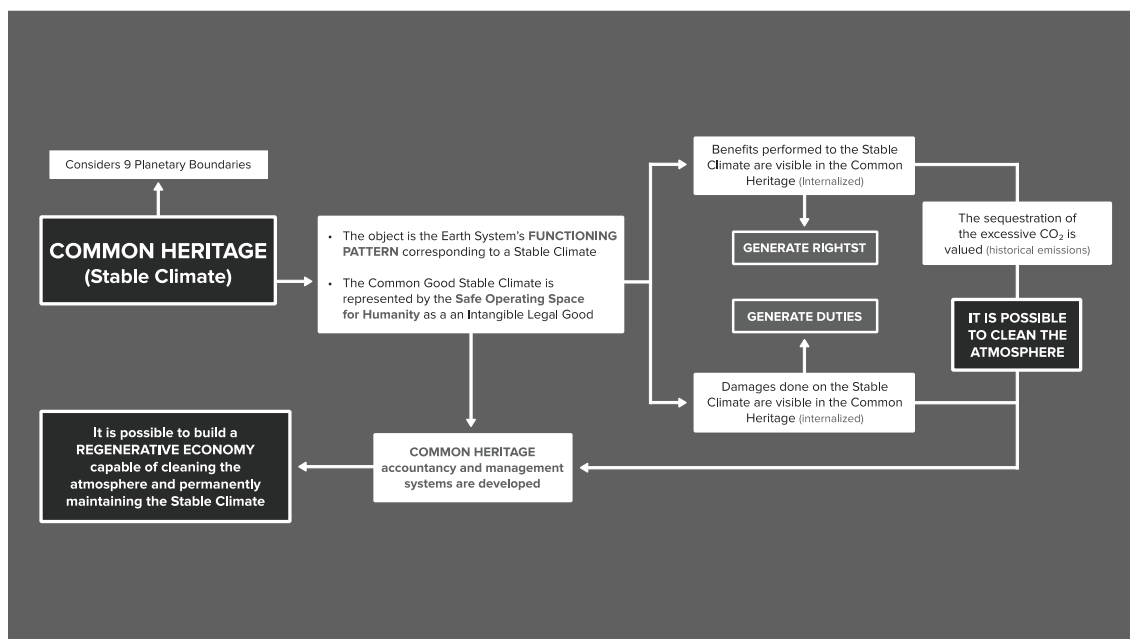 Considers 9 Planetary Boundaries
COMMON HERITAGE
(Stable Climate)
• The object is the Earth System's FUNCTIONING
PATTERN corresponding to a Stable Climate
• The Common Good Stable Climate is
represented by the Safe Operating Space
for Humanity as a an Intangible Legal Good
Benefits performed to the Stable
Climate are visible in the Common
Heritage (Internalized)
GENERATE RIGHTST
GENERATE DUTIES
Damages done on the Stable
Climate are visible in the Common
Heritage (internalized)
The sequestration of
the excessive CO₂ is
valued (historical emissions)
IT IS POSSIBLE
TO CLEAN THE
ATMOSPHERE
COMMON HERITAGE
accountancy and management
systems are developed
It is possible to build a
REGENERATIVE ECONOMY
capable of cleaning the
atmosphere and permanently
maintaining the Stable Climate